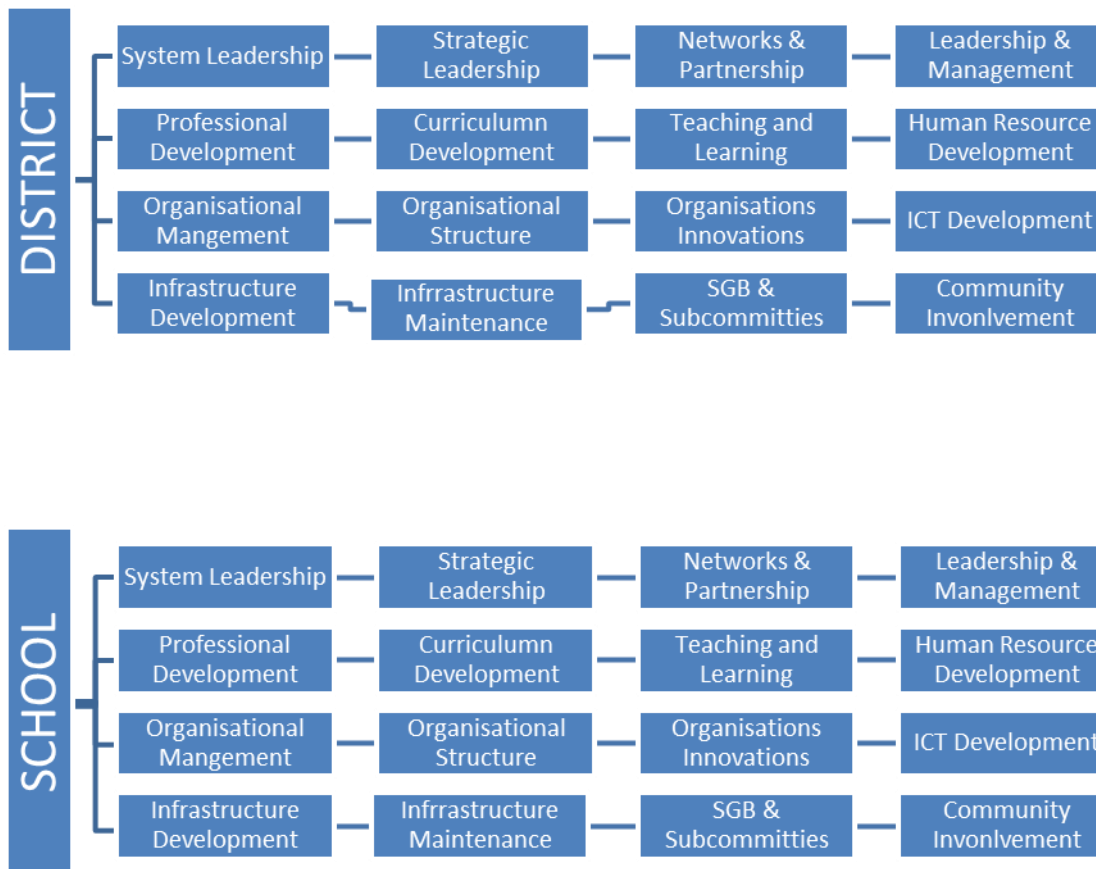 DISTRICT
System Leadership
Strategic
Leadership
Networks &
Partnership
Leadership &
Management
Professional
Development
Curriculumn
Development
Teaching and
Learning
Human Resource
Development
Organisational
Mangement
Organisational
Structure
Organisations
Innovations
ICT Development
Infrastructure
Development
Infrrastructure
Maintenance
SGB &
Subcommitties
Community
Invonlvement
SCHOOL
System Leadership
Strategic
Leadership
Networks &
Partnership
Leadership &
Management
Professional
Development
Curriculumn
Development
Teaching and
Learning
Human Resource
Development
Organisational
Mangement
Organisational
Structure
Organisations
Innovations
ICT Development
Infrastructure
Development
Infrrastructure
Maintenance
SGB &
Subcommitties
Community
Invonlvement